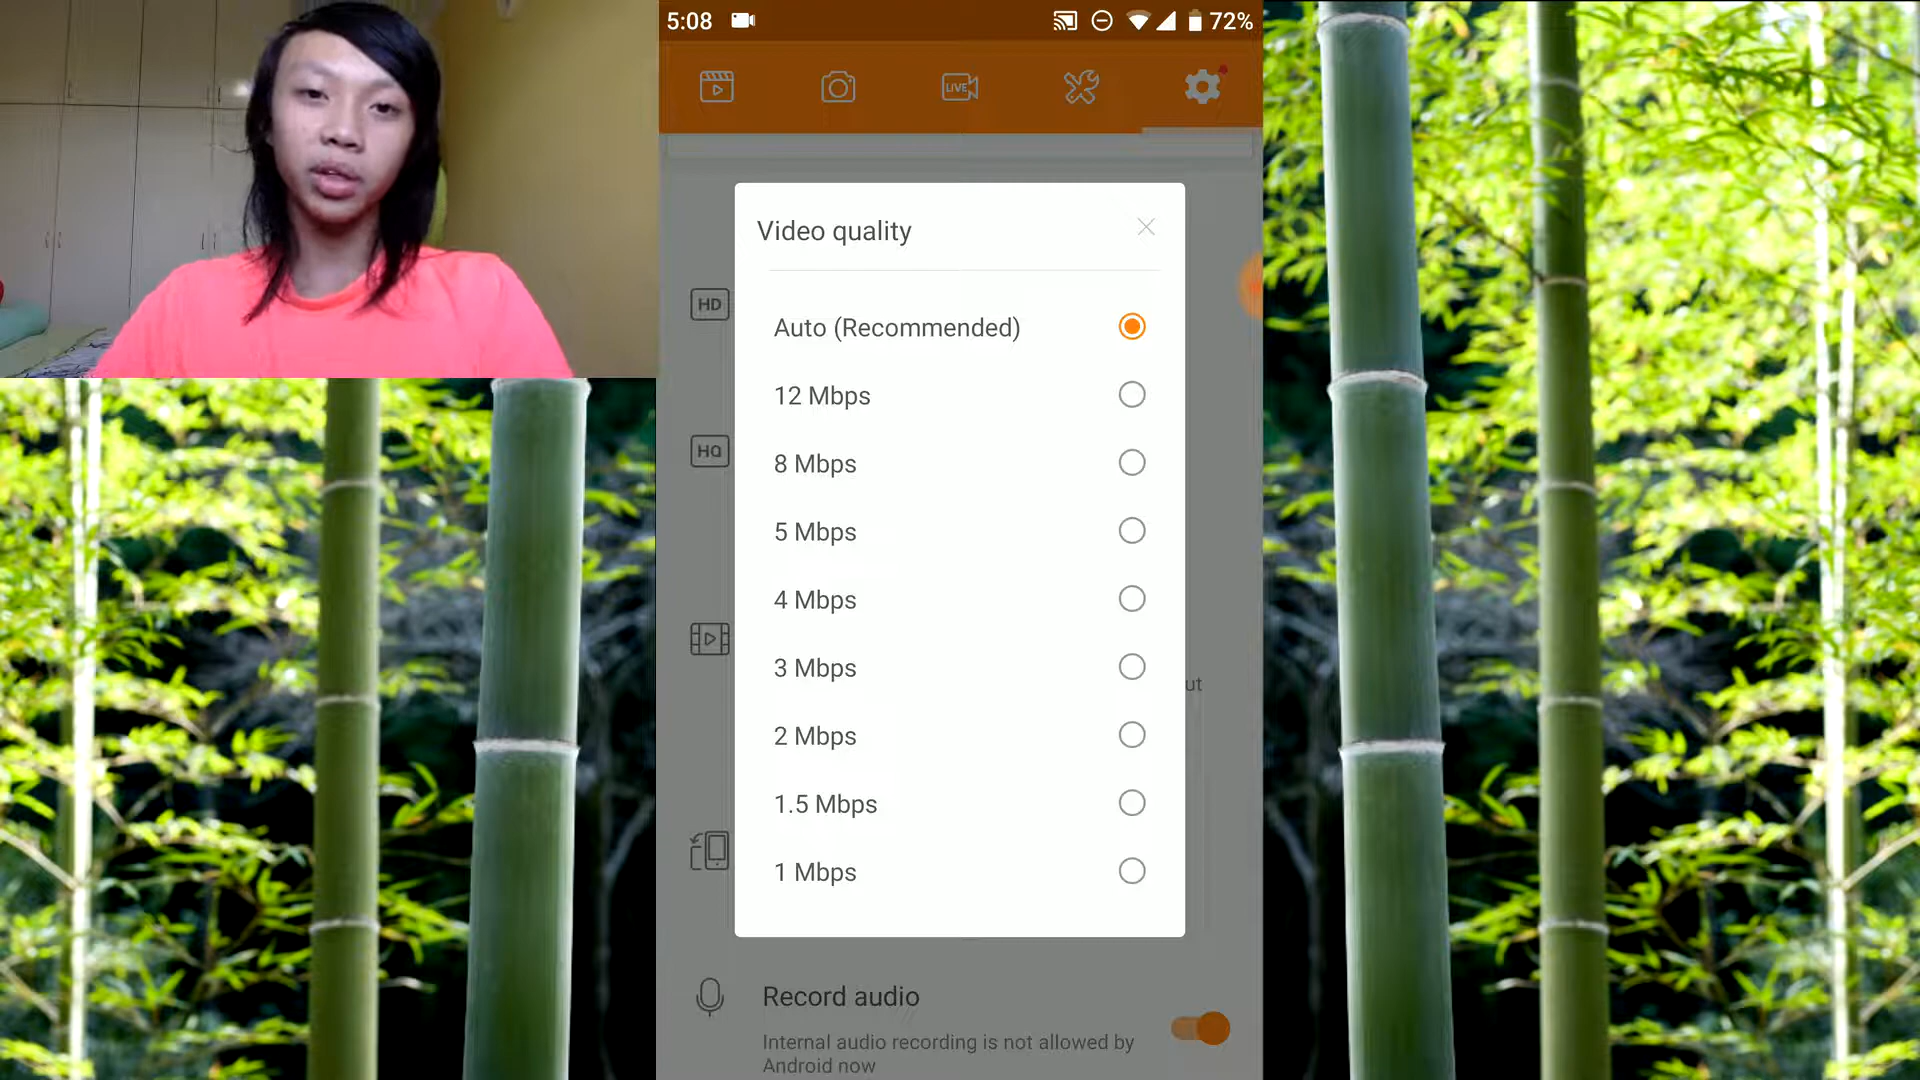 5:08
72%
LIVE
Video quality
HD
Auto (Recommended)
12 Mbps
HQ
8 Mbps
5 Mbps
4 Mbps
3 Mbps
ut
2 Mbps
1.5 Mbps
1 Mbps
Record audio
Internal audio recording is not allowed by
Android now